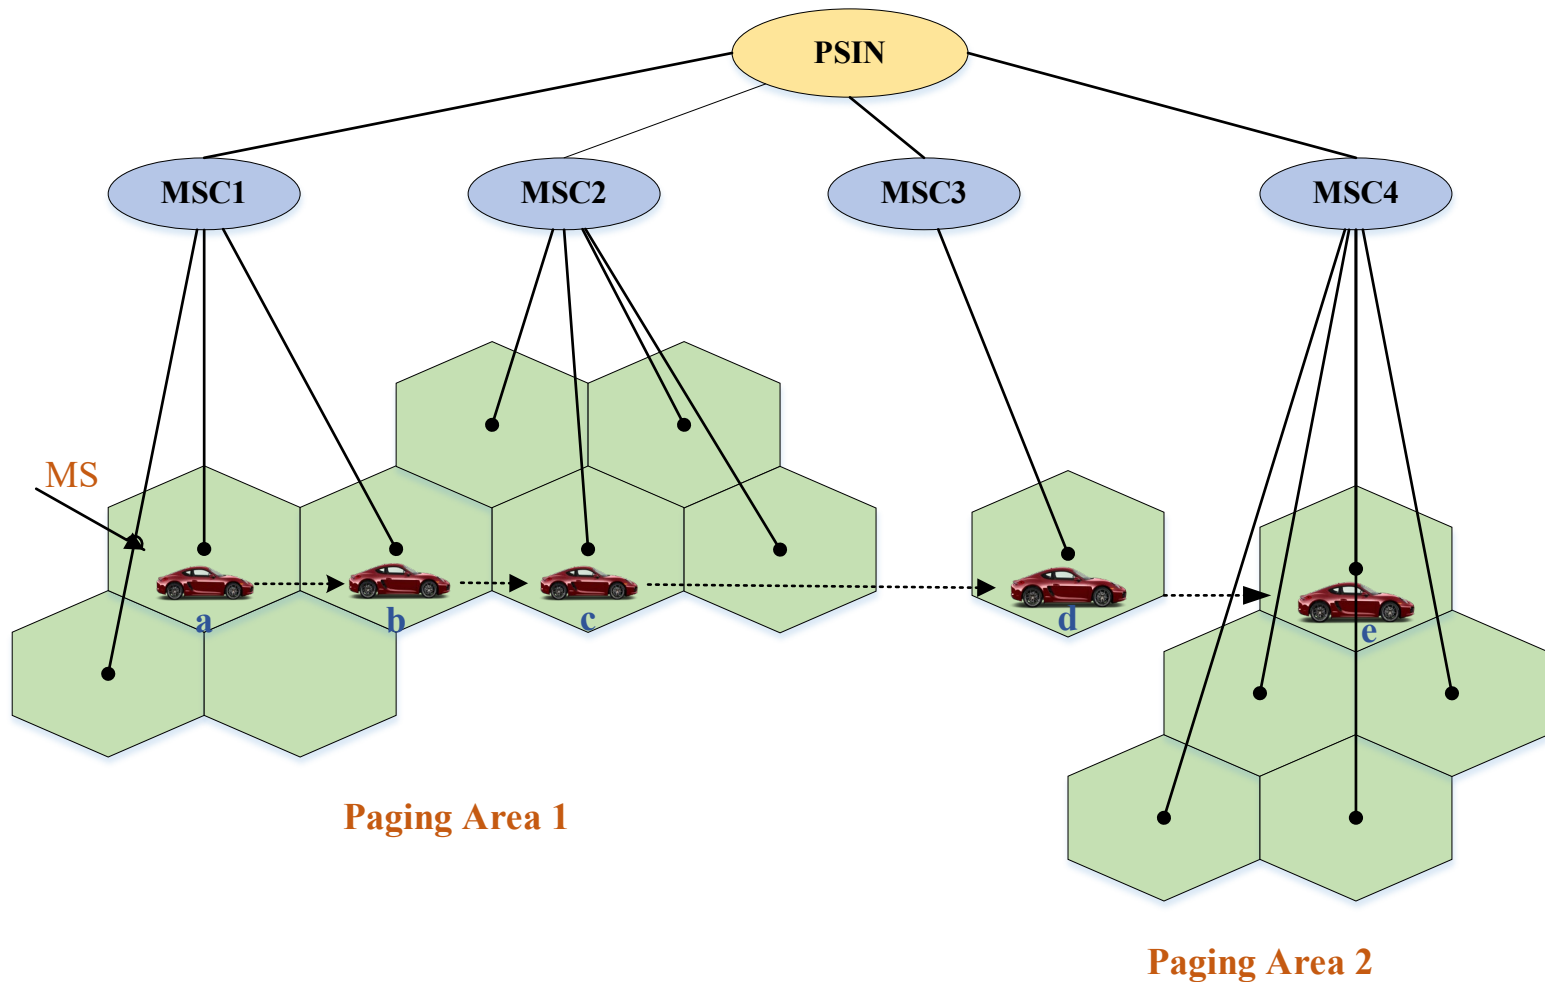 PSIN
MSC1
MSC2
MSC3
MSC4
MS
a
b
c
d
e
Paging Area 1
Paging Area 2